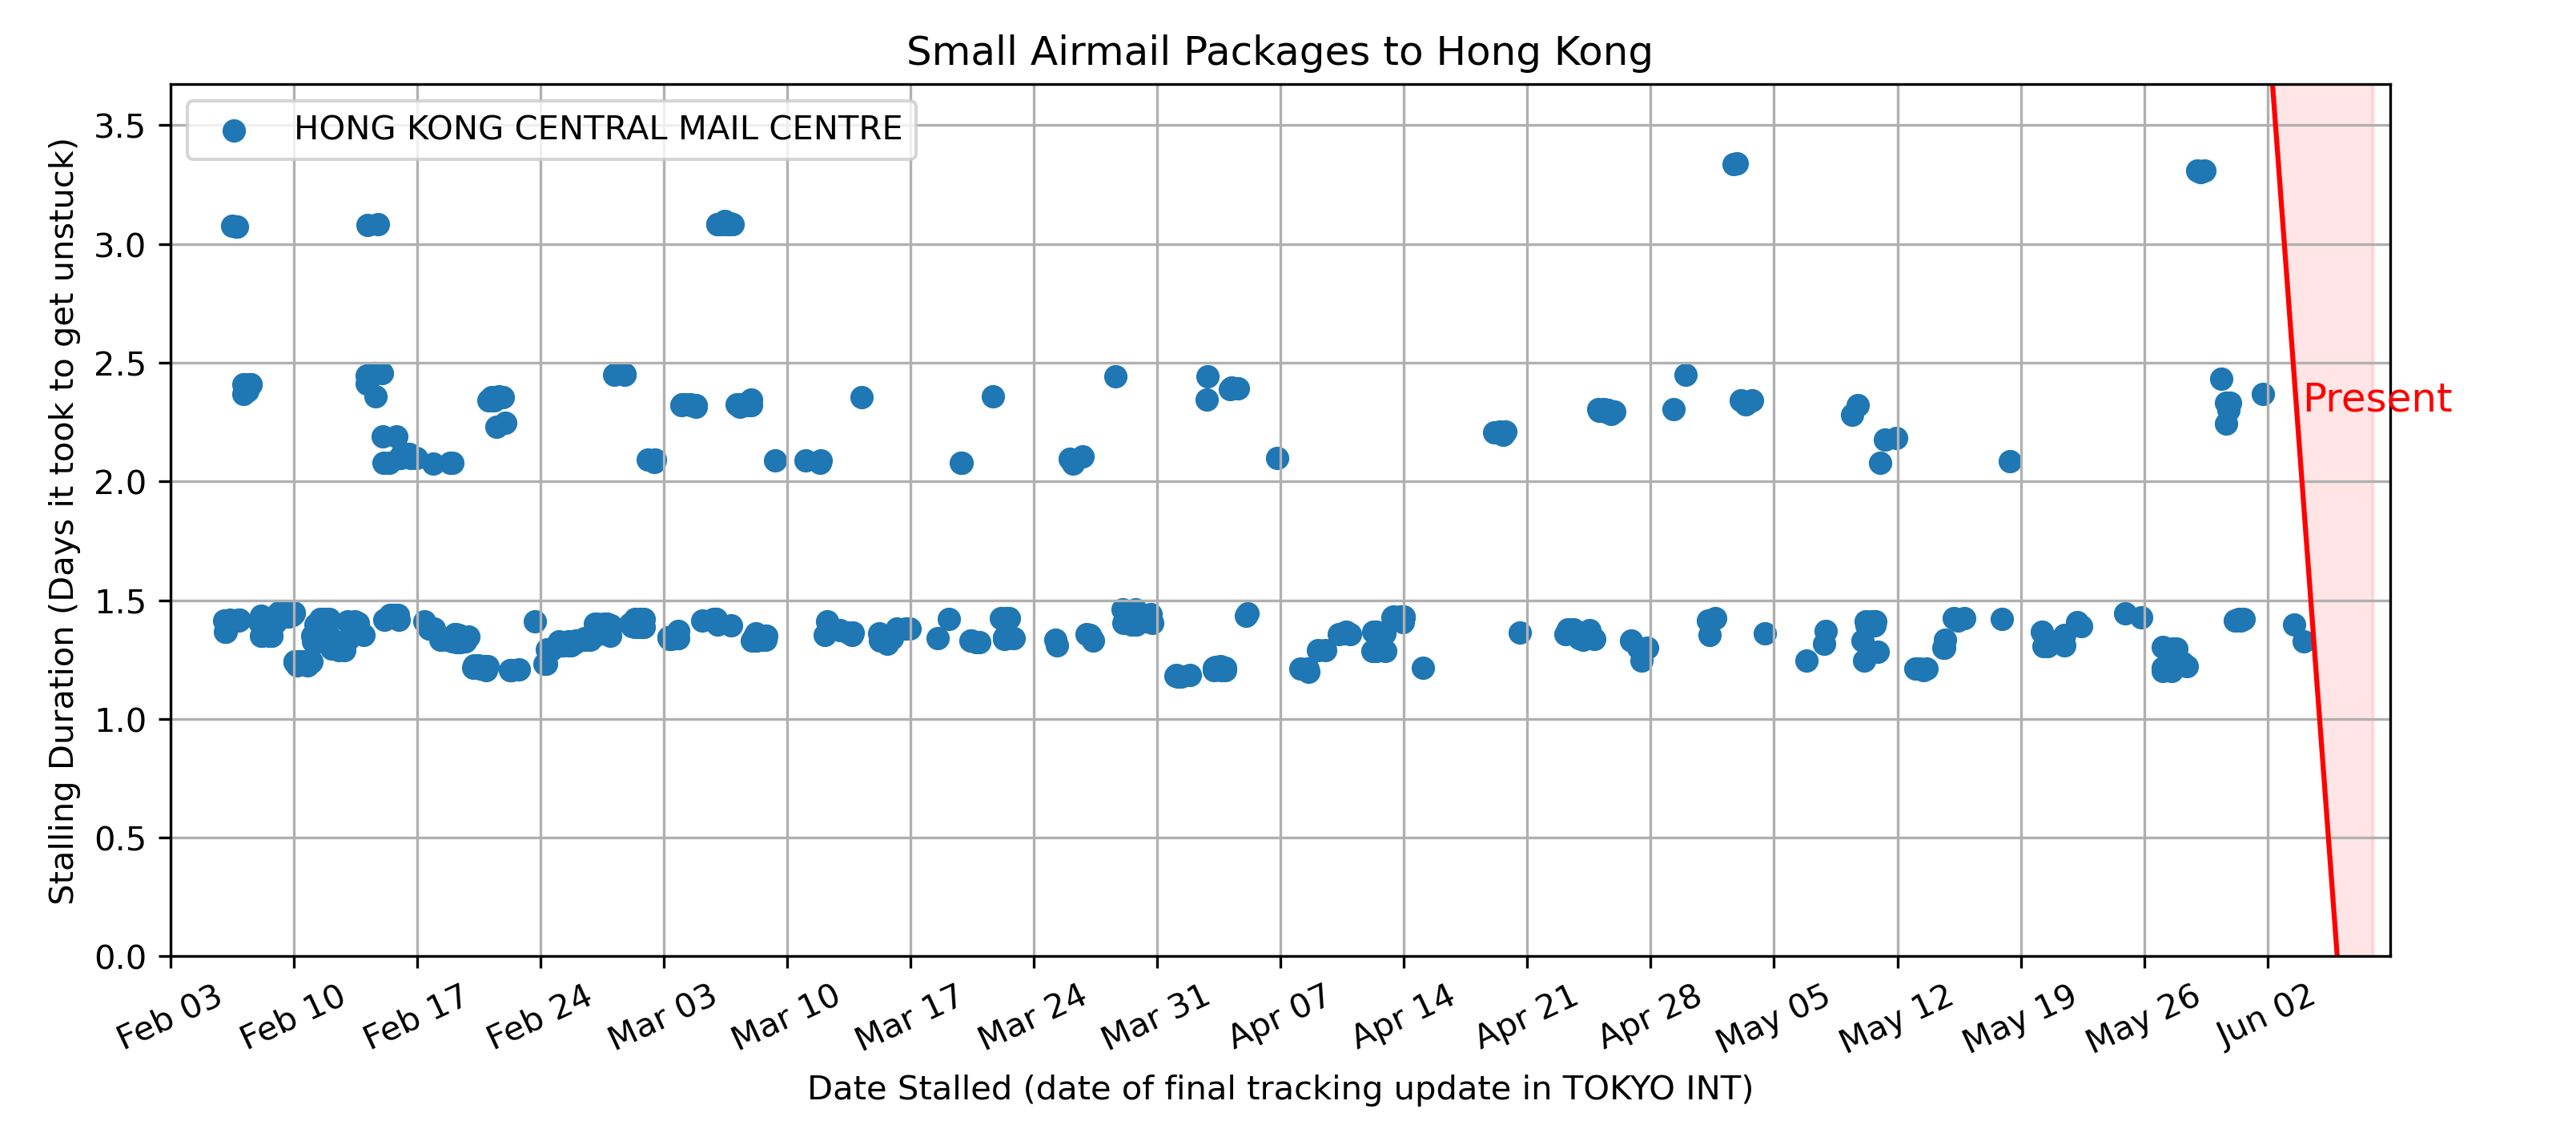 Small Airmail Packages to Hong Kong
HONG KONG CENTRAL MAIL CENTRE
Stalling Duration (Days it took to get unstuck)
3.5
3.0
2.5
2.0
1.5
1.0
0.5
0.0
Present
Feb 03
Feb 10
Feb 17
Feb 24
Mar 03
Mar 10
Mar 17
Mar 24
Mar 31
Apr 07
Apr 14
Apr 21
Apr 28
May 05
May 12
May 19
May 26
Jun 02
Date Stalled (date of final tracking update in TOKYO INT)